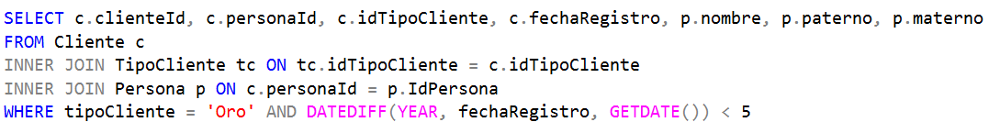 SELECT c.clienteId, c.personaId, c.idTipoCliente, c.fechaRegistro, p.nombre, p.paterno, p.materno
FROM Cliente c
INNER JOIN TipoCliente tc ON tc.idTipoCliente = c.idTipoCliente
INNER JOIN Persona p ON c.personaId = p.IdPersona
WHERE tipoCliente = 'Oro' AND DATEDIFF(YEAR, fechaRegistro, GETDATE()) < 5